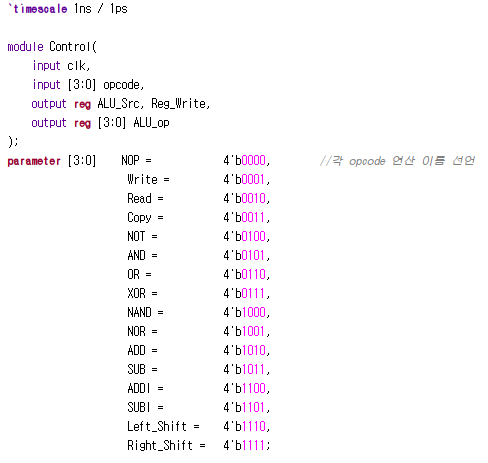 `timescale 1ns / 1ps
module Control(
input clk,
input [3:0] opcode,
output reg ALU_Src, Reg_Write,
output reg [3:0] ALU_op
);
parameter [3:0] NOP = 4'b0000, //각 opcode 연산 이름 선언
Write = 4'b0001,
Read = 4'b0010,
Copy = 4'b0011,
NOT = 4'b0100,
AND = 4'b0101,
OR = 4'b0110,
XOR = 4'b0111,
NAND = 4'b1000,
NOR = 4'b1001,
ADD = 4'b1010,
SUB = 4'b1011,
ADDI = 4'b1100,
SUBI = 4'b1101,
Left_Shift = 4'b1110,
Right_Shift = 4'b1111;